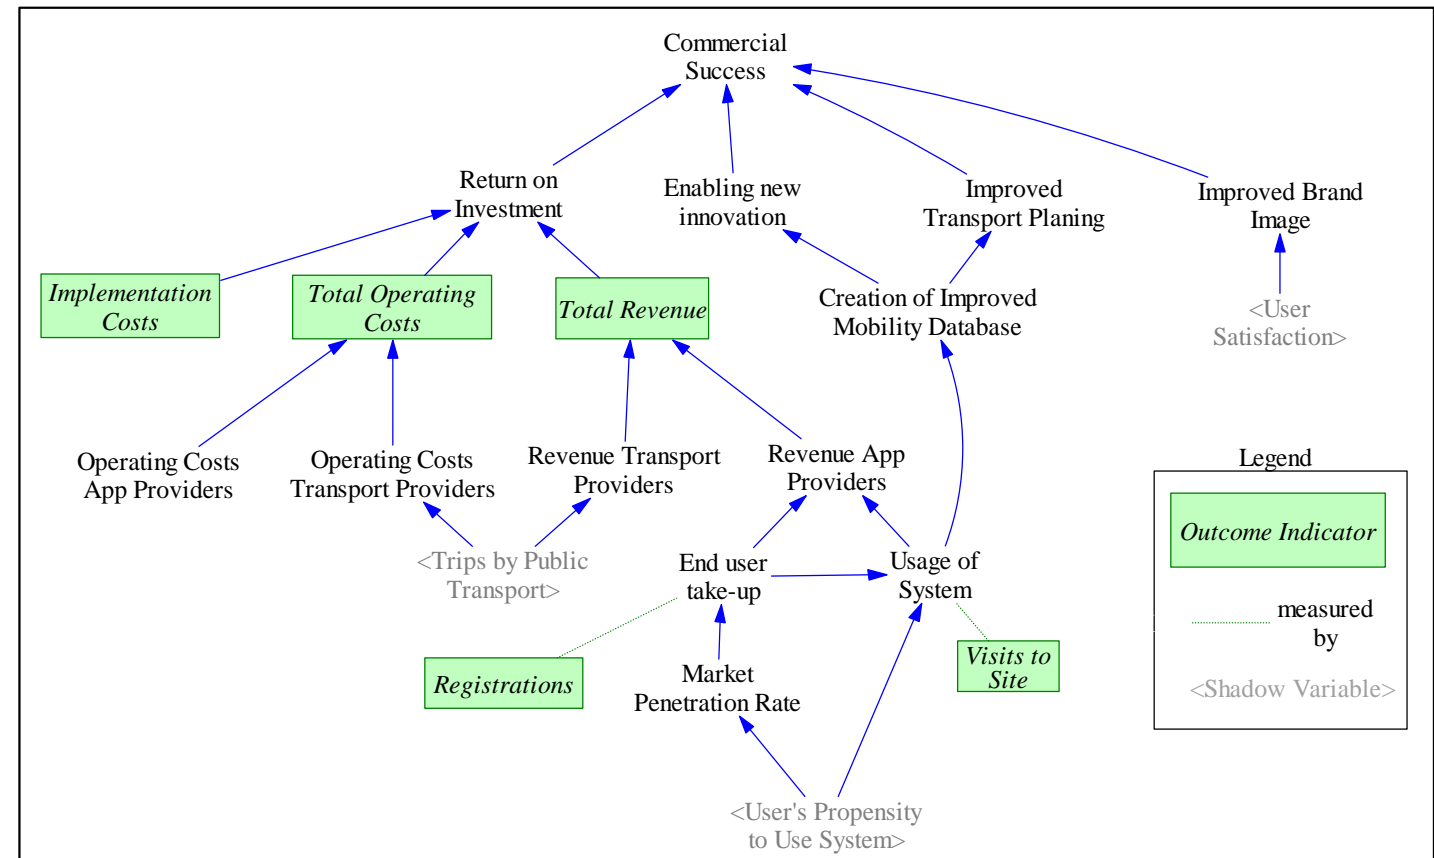 Commercial
Success
Return on
Investment
Enabling new
innovation
Improved
Transport Planing
Improved Brand
Image
Implementation
Costs
Total Operating
Costs
Total Revenue
Creation of Improved
Mobility Database
<User
Satisfaction>
Operating Costs
App Providers
Operating Costs
Transport Providers
Revenue Transport
Providers
Revenue App
Providers
<Trips by Public
Transport>
End user
take-up
Usage of
System
Registrations
Market
Penetration Rate
Visits to
Site
<User's Propensity
to Use System>
Legend
Outcome Indicator
measured
by
<Shadow Variable>